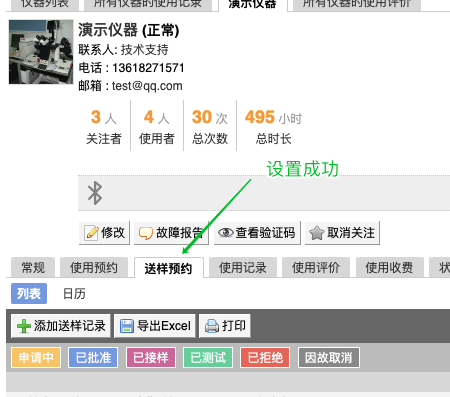 仪器列表 所有仪器的使用记录 演示仪器 所有仪器的使用评价
演示仪器 (正常)
联系人: 技术支持
电话 : 13618271571
邮箱 : test@qq.com
3 人 4 人 30 次 495 小时
关注者 使用者 总次数 总时长
设置成功
修改 故障报告 查看验证码 取消关注
常规 使用预约 送样预约 使用记录 使用评价 使用收费
列表 日历
添加送样记录 导出Excel 打印
申请中 已批准 已接样 已测试 已拒绝 因故取消